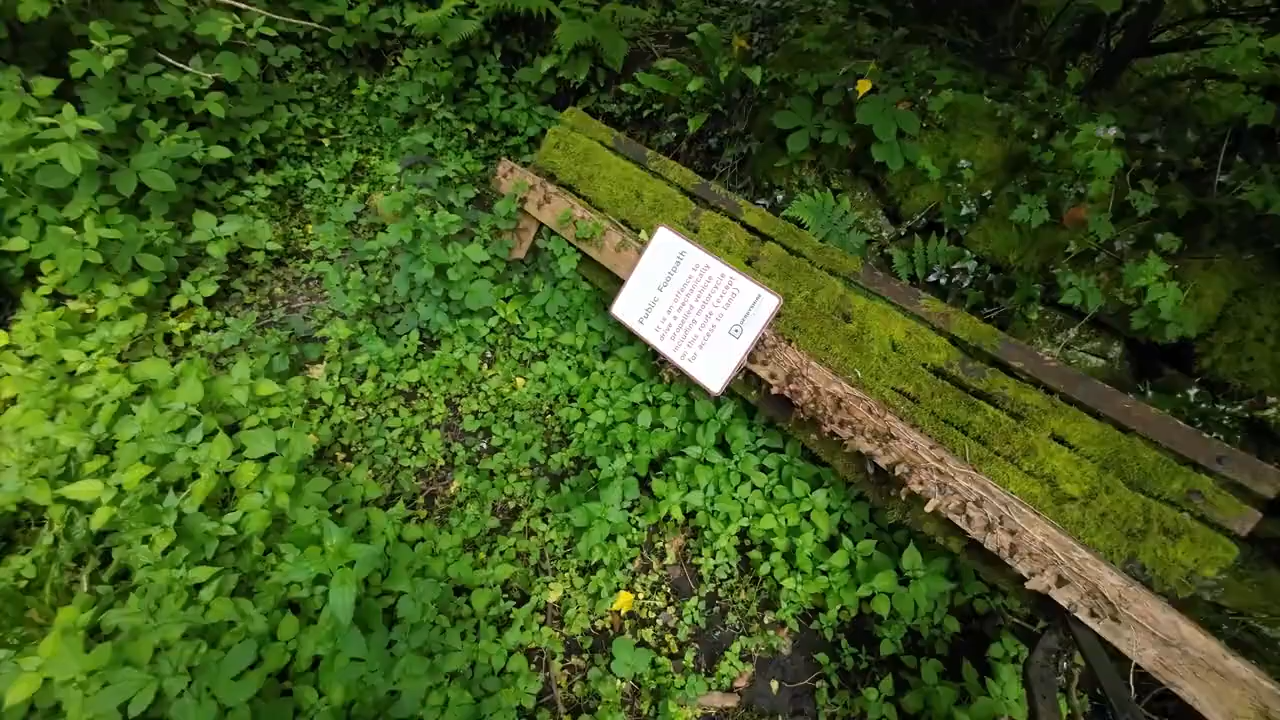 Public Footpath
It is an offence to
drive a mechanically
propelled vehicle
including motorcycle
on this route (except
for access to land)
DERBYSHIRE